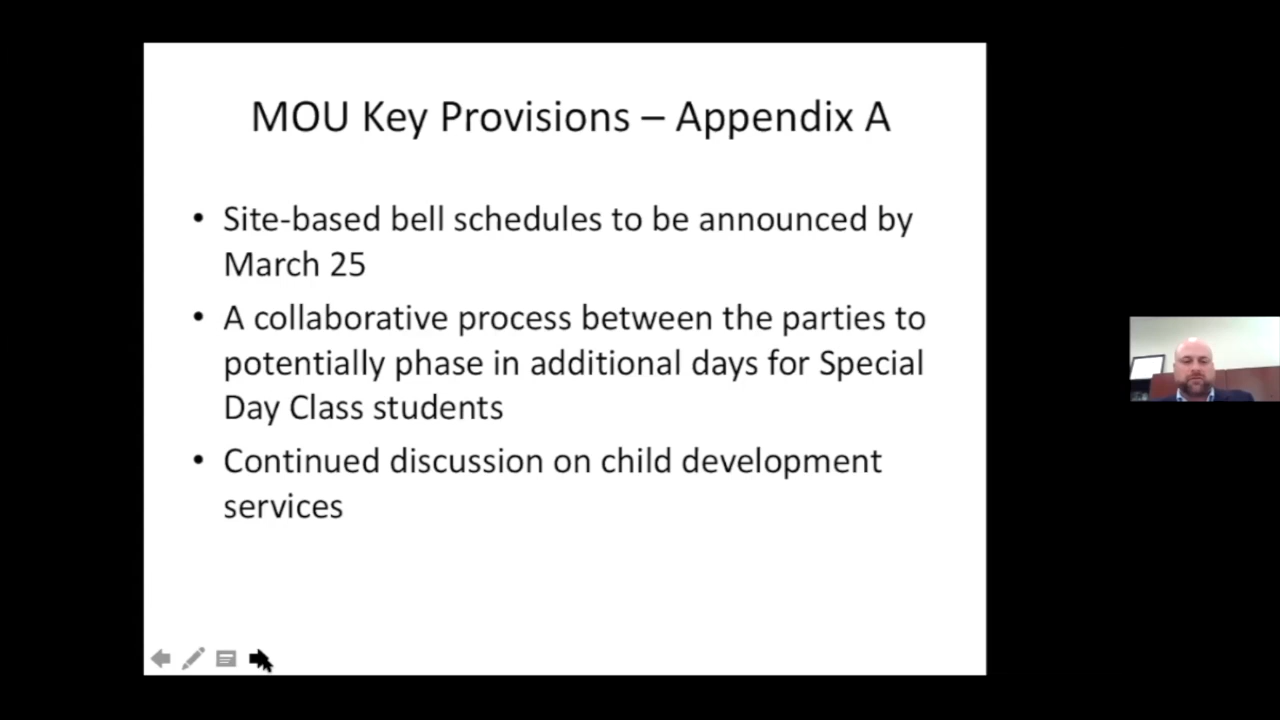 MOU Key Provisions – Appendix A
• Site-based bell schedules to be announced by
March 25
• A collaborative process between the parties to
potentially phase in additional days for Special
Day Class students
• Continued discussion on child development
services